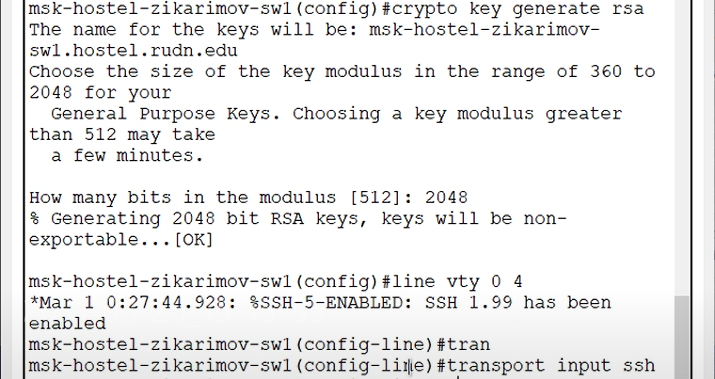 msk-hostel-zikarimov-sw1(config)#crypto key generate rsa
The name for the keys will be: msk-hostel-zikarimov-
sw1.hostel.rudn.edu
Choose the size of the key modulus in the range of 360 to
2048 for your
  General Purpose Keys. Choosing a key modulus greater
than 512 may take
  a few minutes.

How many bits in the modulus [512]: 2048
% Generating 2048 bit RSA keys, keys will be non-
exportable...[OK]

msk-hostel-zikarimov-sw1(config)#line vty 0 4
*Mar 1 0:27:44.928: %SSH-5-ENABLED: SSH 1.99 has been
enabled
msk-hostel-zikarimov-sw1(config-line)#tran
msk-hostel-zikarimov-sw1(config-line)#transport input ssh